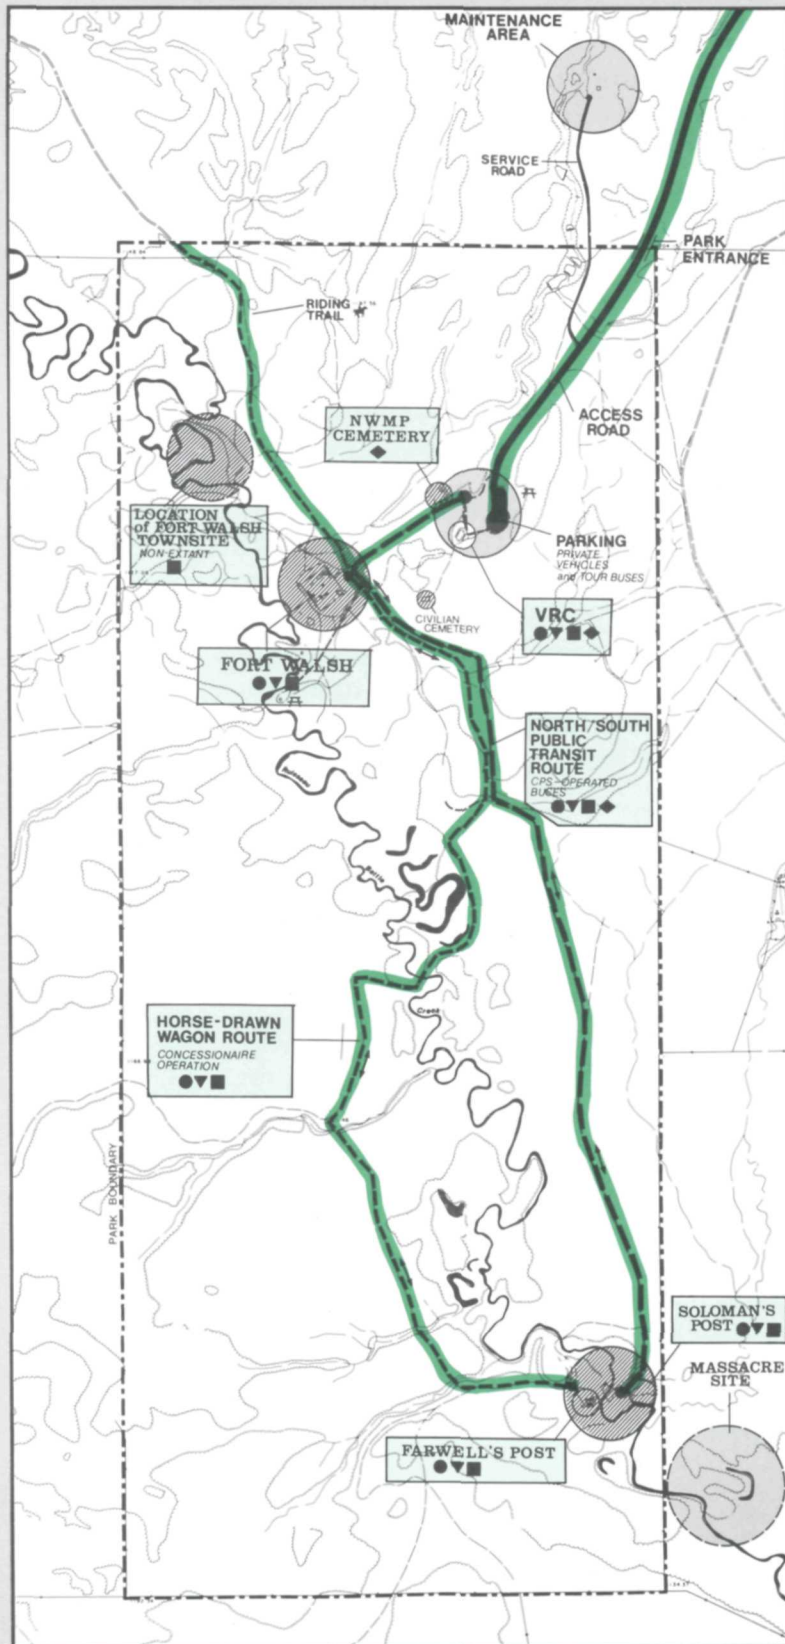 MAINTENANCE
AREA
SERVICE
ROAD
PARK
ENTRANCE
RIDING
TRAIL
NWMP
CEMETERY
ACCESS
ROAD
LOCATION
of FORT WALSH
TOWNSITE
NON-EXTANT
PARKING
PRIVATE
VEHICLES
and TOUR BUSES
VRC
CIVILIAN
CEMETERY
FORT WALSH
NORTH/SOUTH
PUBLIC
TRANSIT
ROUTE
CPS-OPERATED
BUSES
Battle
Creek
HORSE-DRAWN
WAGON ROUTE
CONCESSIONAIRE
OPERATION
PARK BOUNDARY
SOLOMAN'S
POST
MASSACRE
SITE
FARWELL'S POST